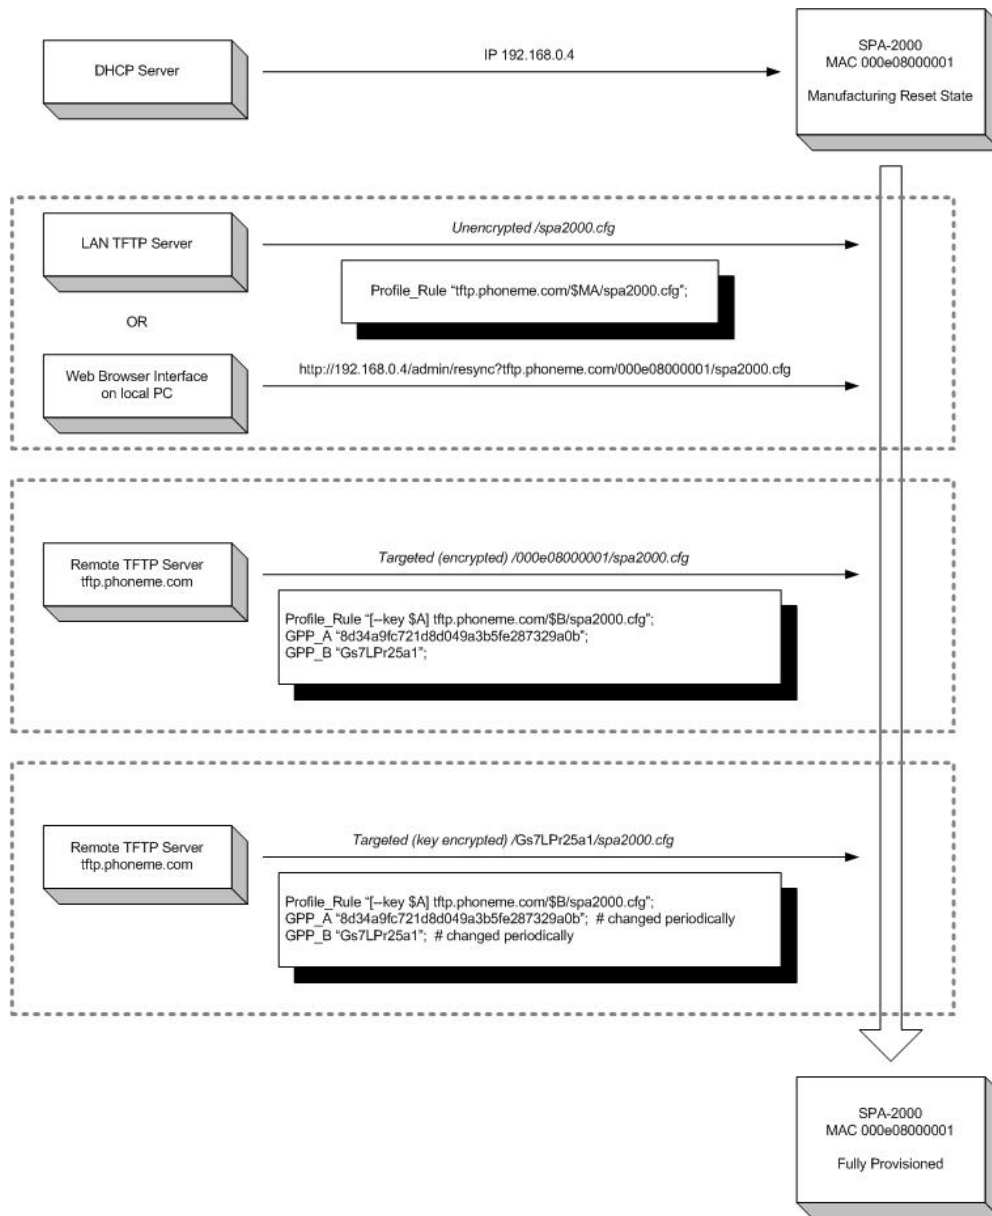 DHCP Server
IP 192.168.0.4
SPA-2000
MAC 000e08000001
Manufacturing Reset State
LAN TFTP Server
Unencrypted /spa2000.cfg
Profile_Rule “tftp.phoneme.com/$MA/spa2000.cfg”;
OR
Web Browser Interface
on local PC
http://192.168.0.4/admin/resync?tftp.phoneme.com/000e08000001/spa2000.cfg
Remote TFTP Server
tftp.phoneme.com
Targeted (encrypted) /000e08000001/spa2000.cfg
Profile_Rule “[--key $A] tftp.phoneme.com/$B/spa2000.cfg”;
GPP_A “8d34a9fc721d8d049a3b5fe287329a0b”;
GPP_B “Gs7LPr25a1”;
Remote TFTP Server
tftp.phoneme.com
Targeted (key encrypted) /Gs7LPr25a1/spa2000.cfg
Profile_Rule “[--key $A] tftp.phoneme.com/$B/spa2000.cfg”;
GPP_A “8d34a9fc721d8d049a3b5fe287329a0b”; # changed periodically
GPP_B “Gs7LPr25a1”; # changed periodically
SPA-2000
MAC 000e08000001
Fully Provisioned